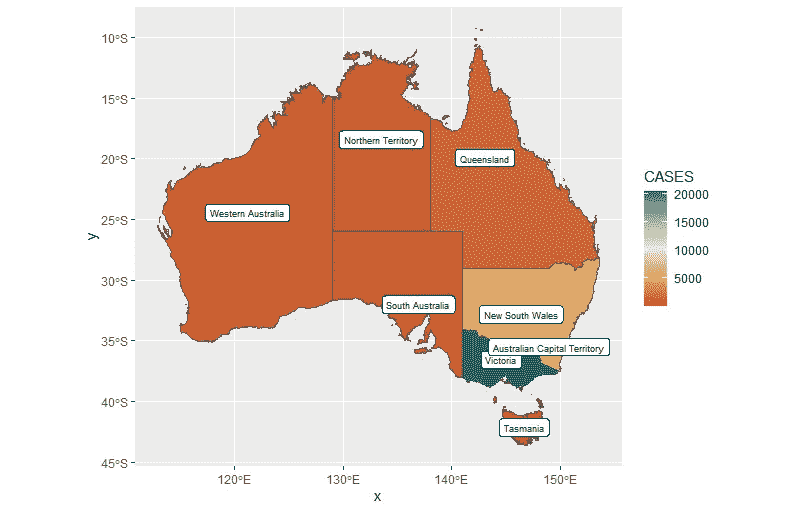 10°S
15°S
20°S
25°S
30°S
35°S
40°S
45°S
y
Northern Territory
Queensland
Western Australia
South Australia
New South Wales
Australian Capital Territory
Victoria
Tasmania
120°E
130°E
140°E
150°E
x
CASES
20000
15000
10000
5000